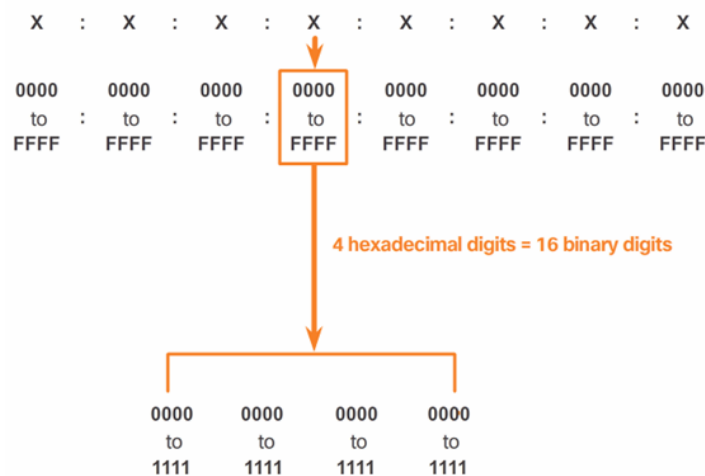 X : X : X : X : X : X : X : X
0000 0000 0000 0000 0000 0000 0000 0000
to : to : to : to : to : to : to : to
FFFF FFFF FFFF FFFF FFFF FFFF FFFF FFFF
4 hexadecimal digits = 16 binary digits
0000 0000 0000 0000
to to to to
1111 1111 1111 1111